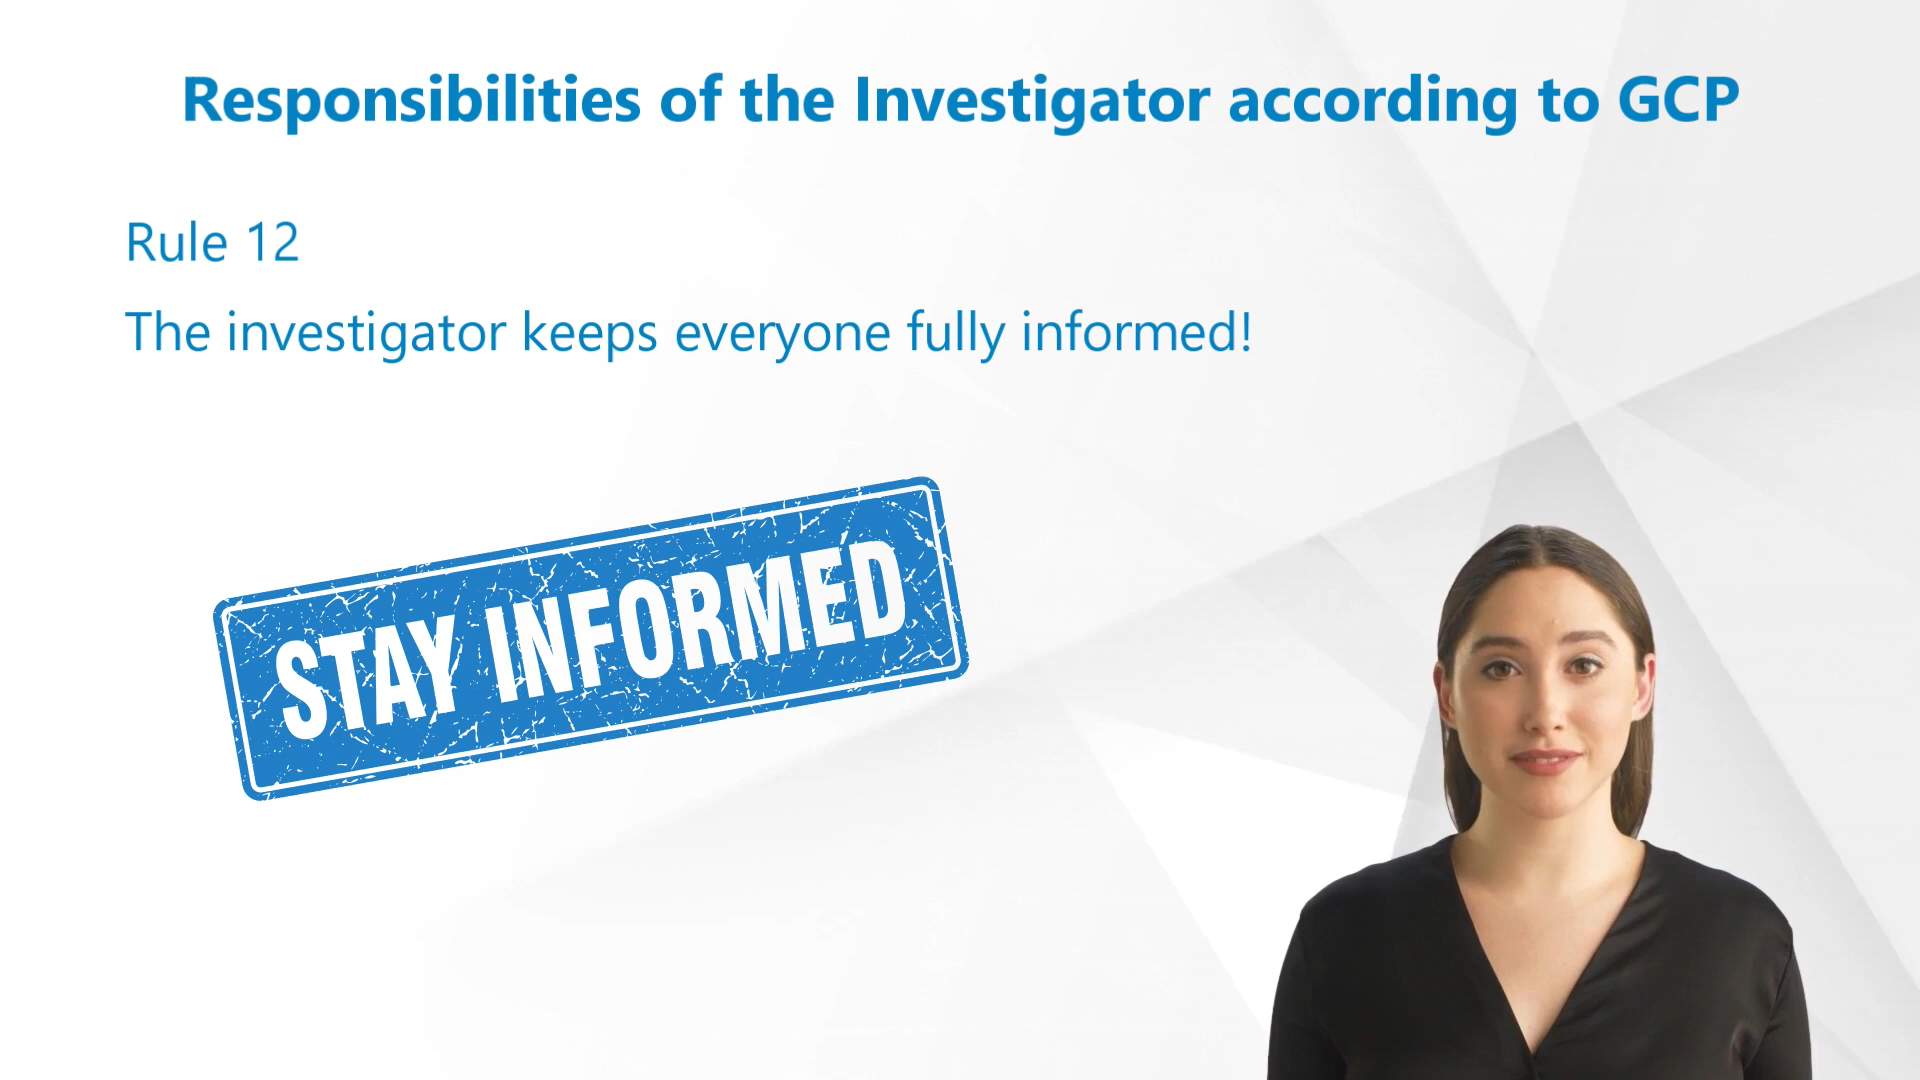 Responsibilities of the Investigator according to GCP
Rule 12
The investigator keeps everyone fully informed!
STAY INFORMED